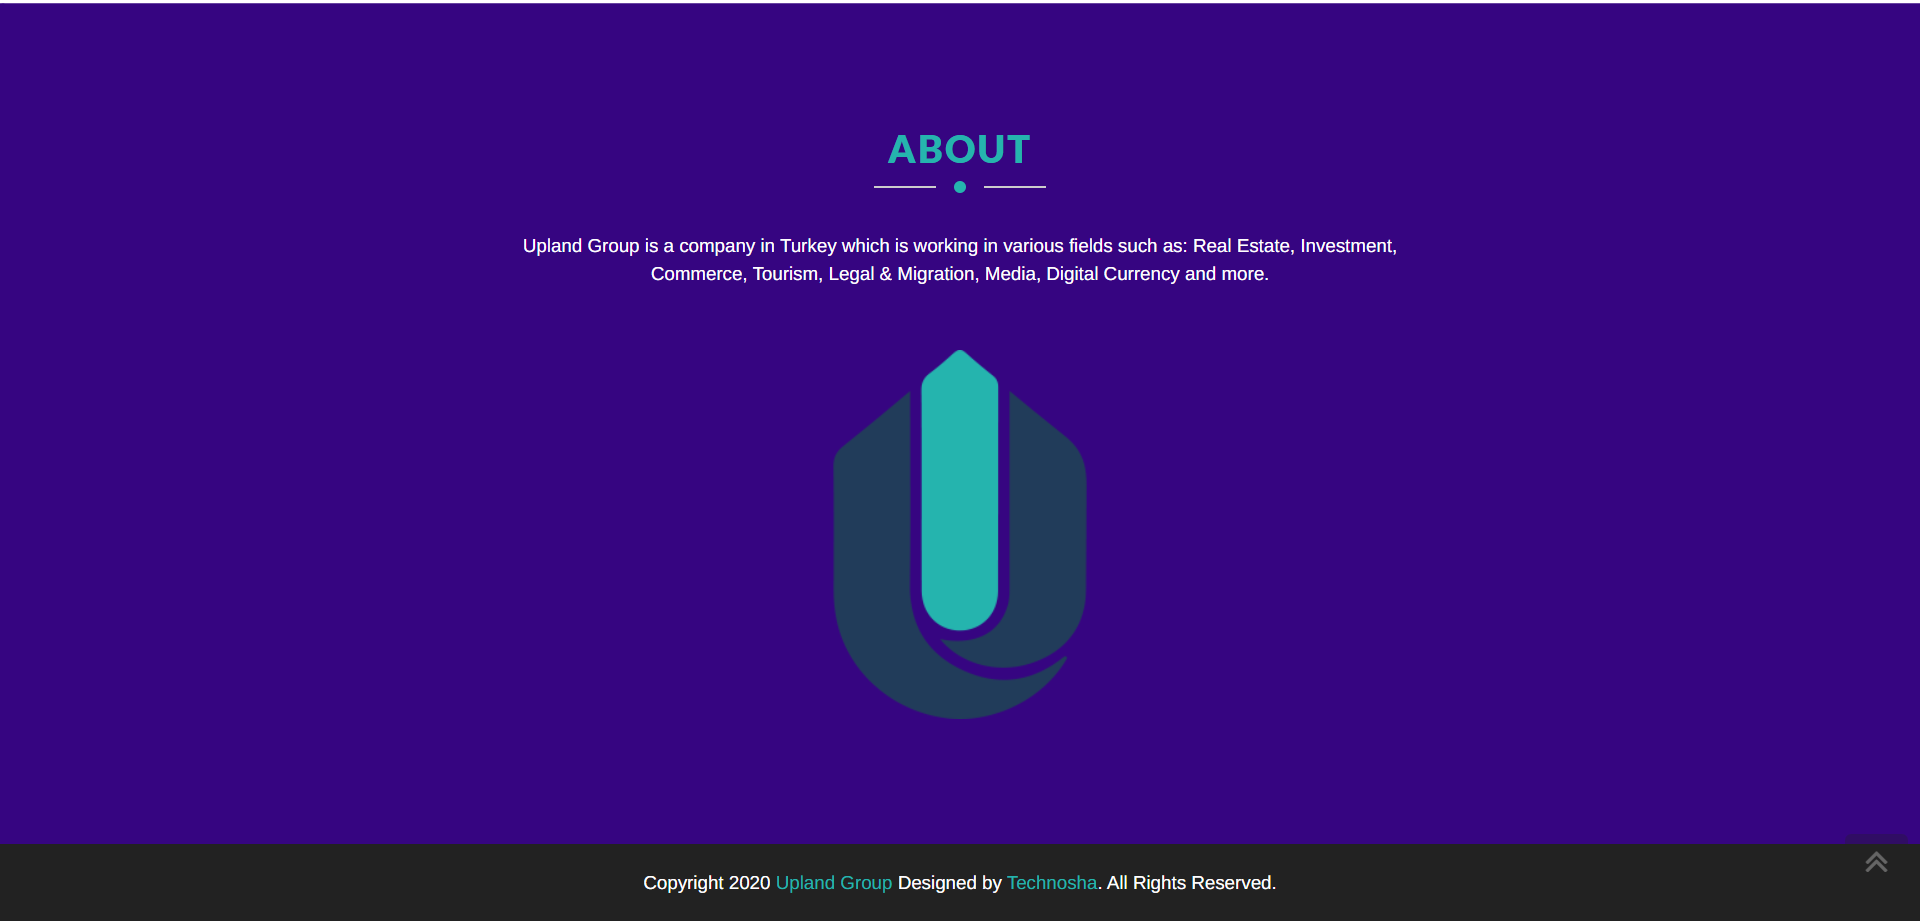 ABOUT
Upland Group is a company in Turkey which is working in various fields such as: Real Estate, Investment,
Commerce, Tourism, Legal & Migration, Media, Digital Currency and more.
Copyright 2020 Upland Group Designed by Technosha. All Rights Reserved.